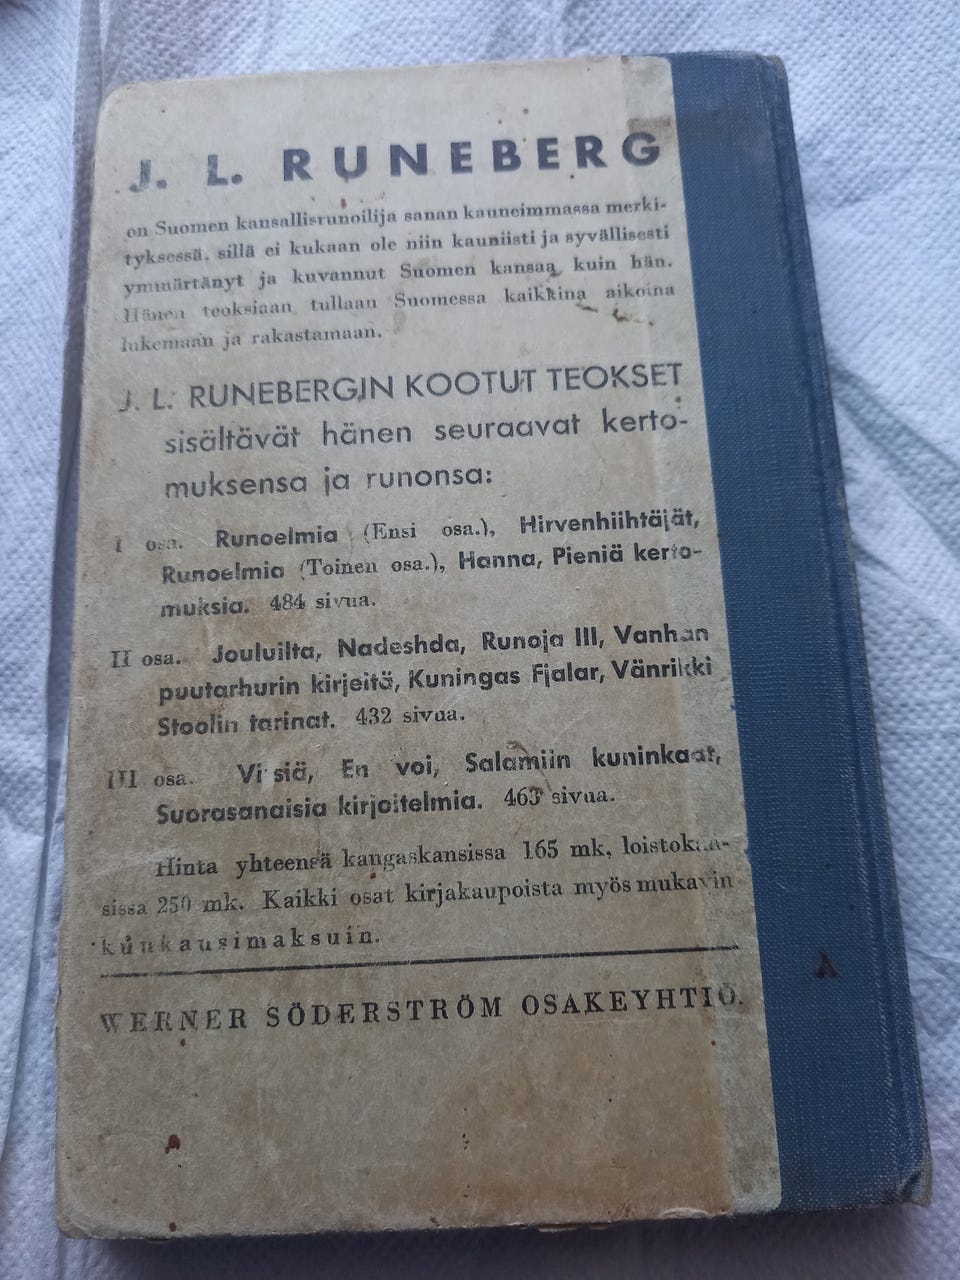 J. L. RUNEBERG
on Suomen kansallisrunoilija sanan kauneimmassa merki-
tyksessä, sillä ei kukaan ole niin kauniisti ja syvällisesti
ymmärtänyt ja kuvannut Suomen kansaa kuin hän.
Hänen teoksiaan tullaan Suomessa kaikkina aikoina
lukemaan ja rakastamaan.
J. L. RUNEBERGIN KOOTUT TEOKSET
sisältävät hänen seuraavat kerto-
muksensa ja runonsa:
I osa. Runoelmia (Ensi osa.), Hirvenhiihtäjät,
Runoelmia (Toinen osa.), Hanna, Pieniä kerto-
muksia. 484 sivua.
II osa. Jouluilta, Nadeshda, Runoja III, Vanhan
puutarhurin kirjeitä, Kuningas Fjalar, Vänrikki
Stoolin tarinat. 432 sivua.
III osa. Virsiä, En voi, Salamiin kuninkaat,
Suorasanaisia kirjoitelmia. 463 sivua.
Hinta yhteensä kangaskansissa 165 mk, loistokan-
sissa 250 mk. Kaikki osat kirjakaupoista myös mukavin
kuukausimaksuin.
WERNER SÖDERSTRÖM OSAKEYHTIÖ.